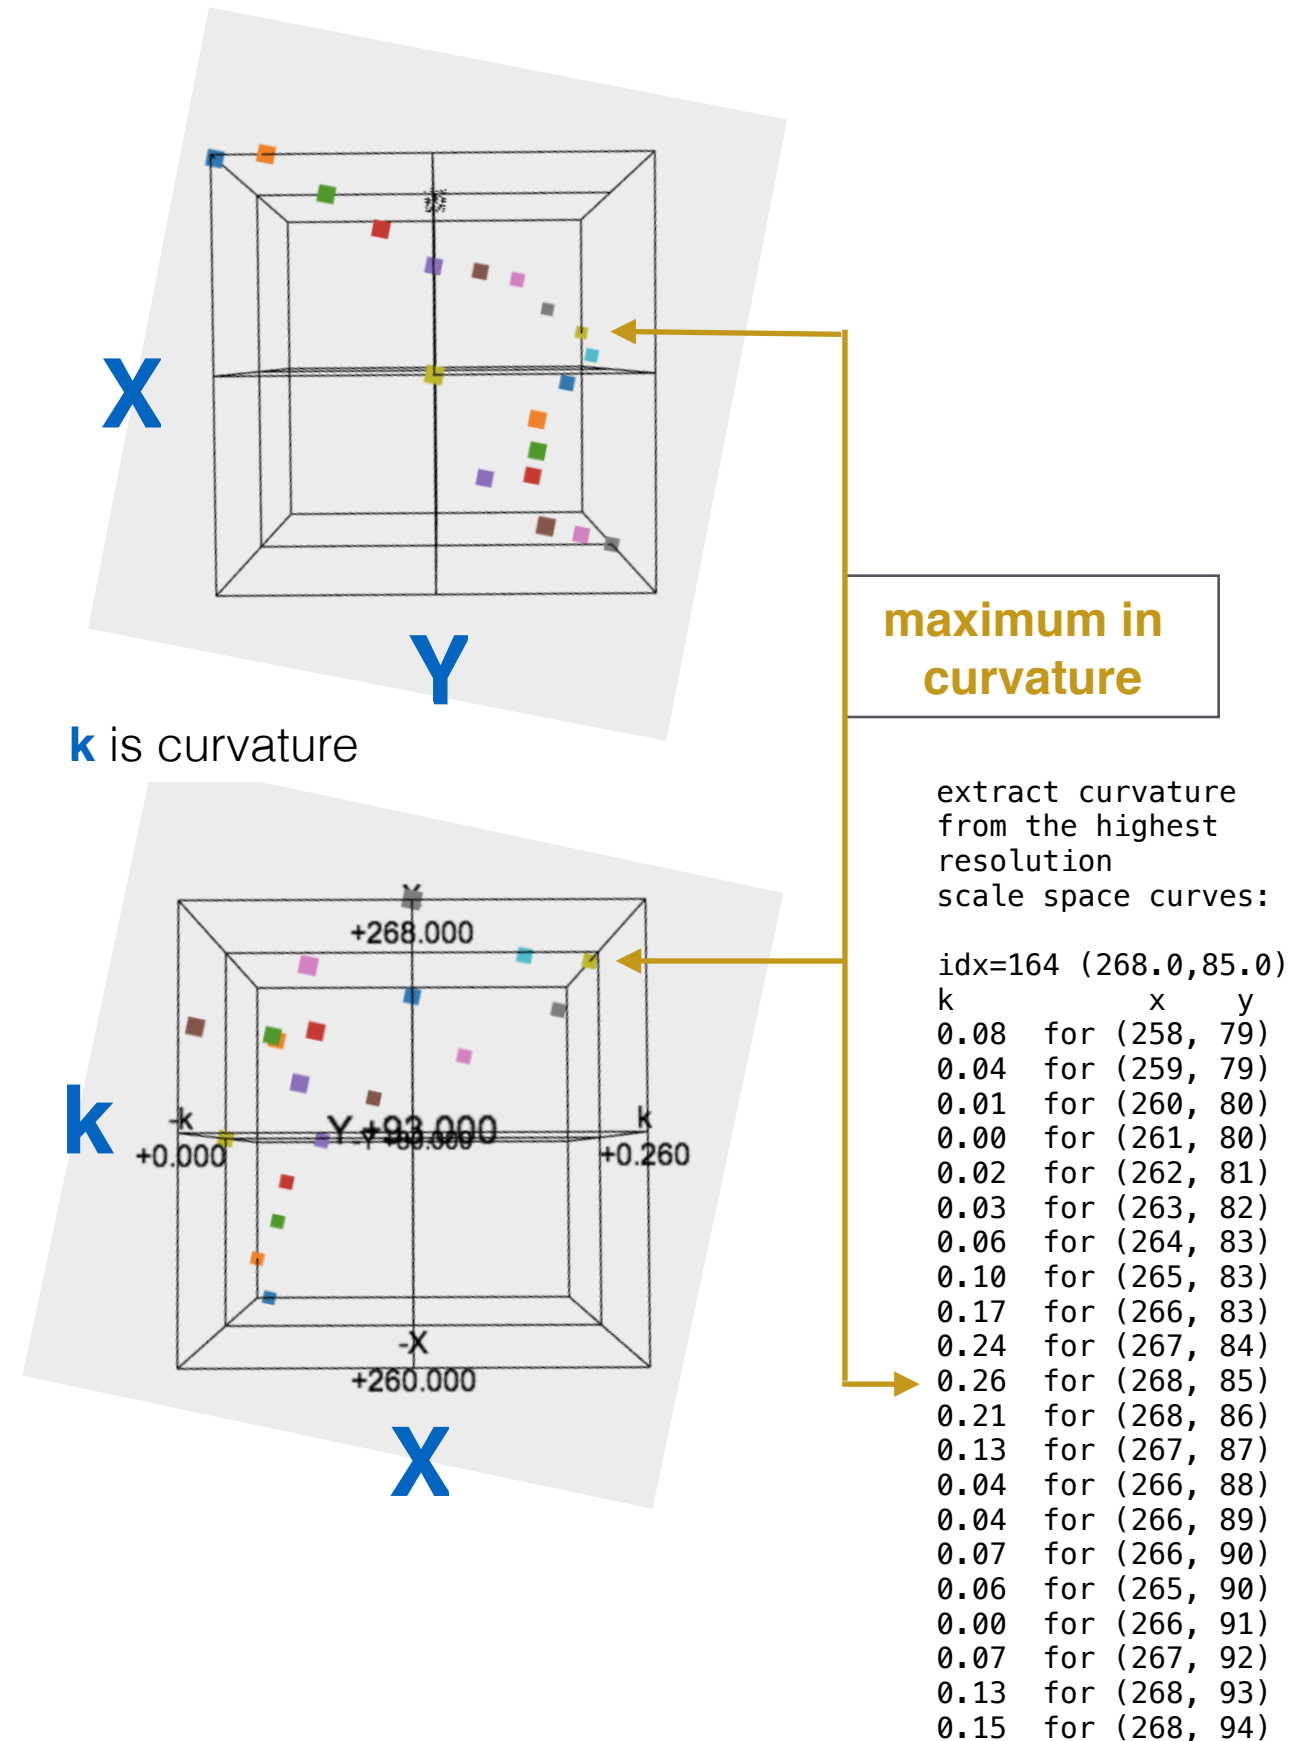 X
Y
k is curvature
maximum in
curvature
+268.000
-k
k
k
Y +93.000
+0.000
+0.260
-X
+260.000
X
extract curvature
from the highest
resolution
scale space curves:
idx=164 (268.0,85.0)
k x y
0.08 for (258, 79)
0.04 for (259, 79)
0.01 for (260, 80)
0.00 for (261, 80)
0.02 for (262, 81)
0.03 for (263, 82)
0.06 for (264, 83)
0.10 for (265, 83)
0.17 for (266, 83)
0.24 for (267, 84)
0.26 for (268, 85)
0.21 for (268, 86)
0.13 for (267, 87)
0.04 for (266, 88)
0.04 for (266, 89)
0.07 for (266, 90)
0.06 for (265, 90)
0.00 for (266, 91)
0.07 for (267, 92)
0.13 for (268, 93)
0.15 for (268, 94)